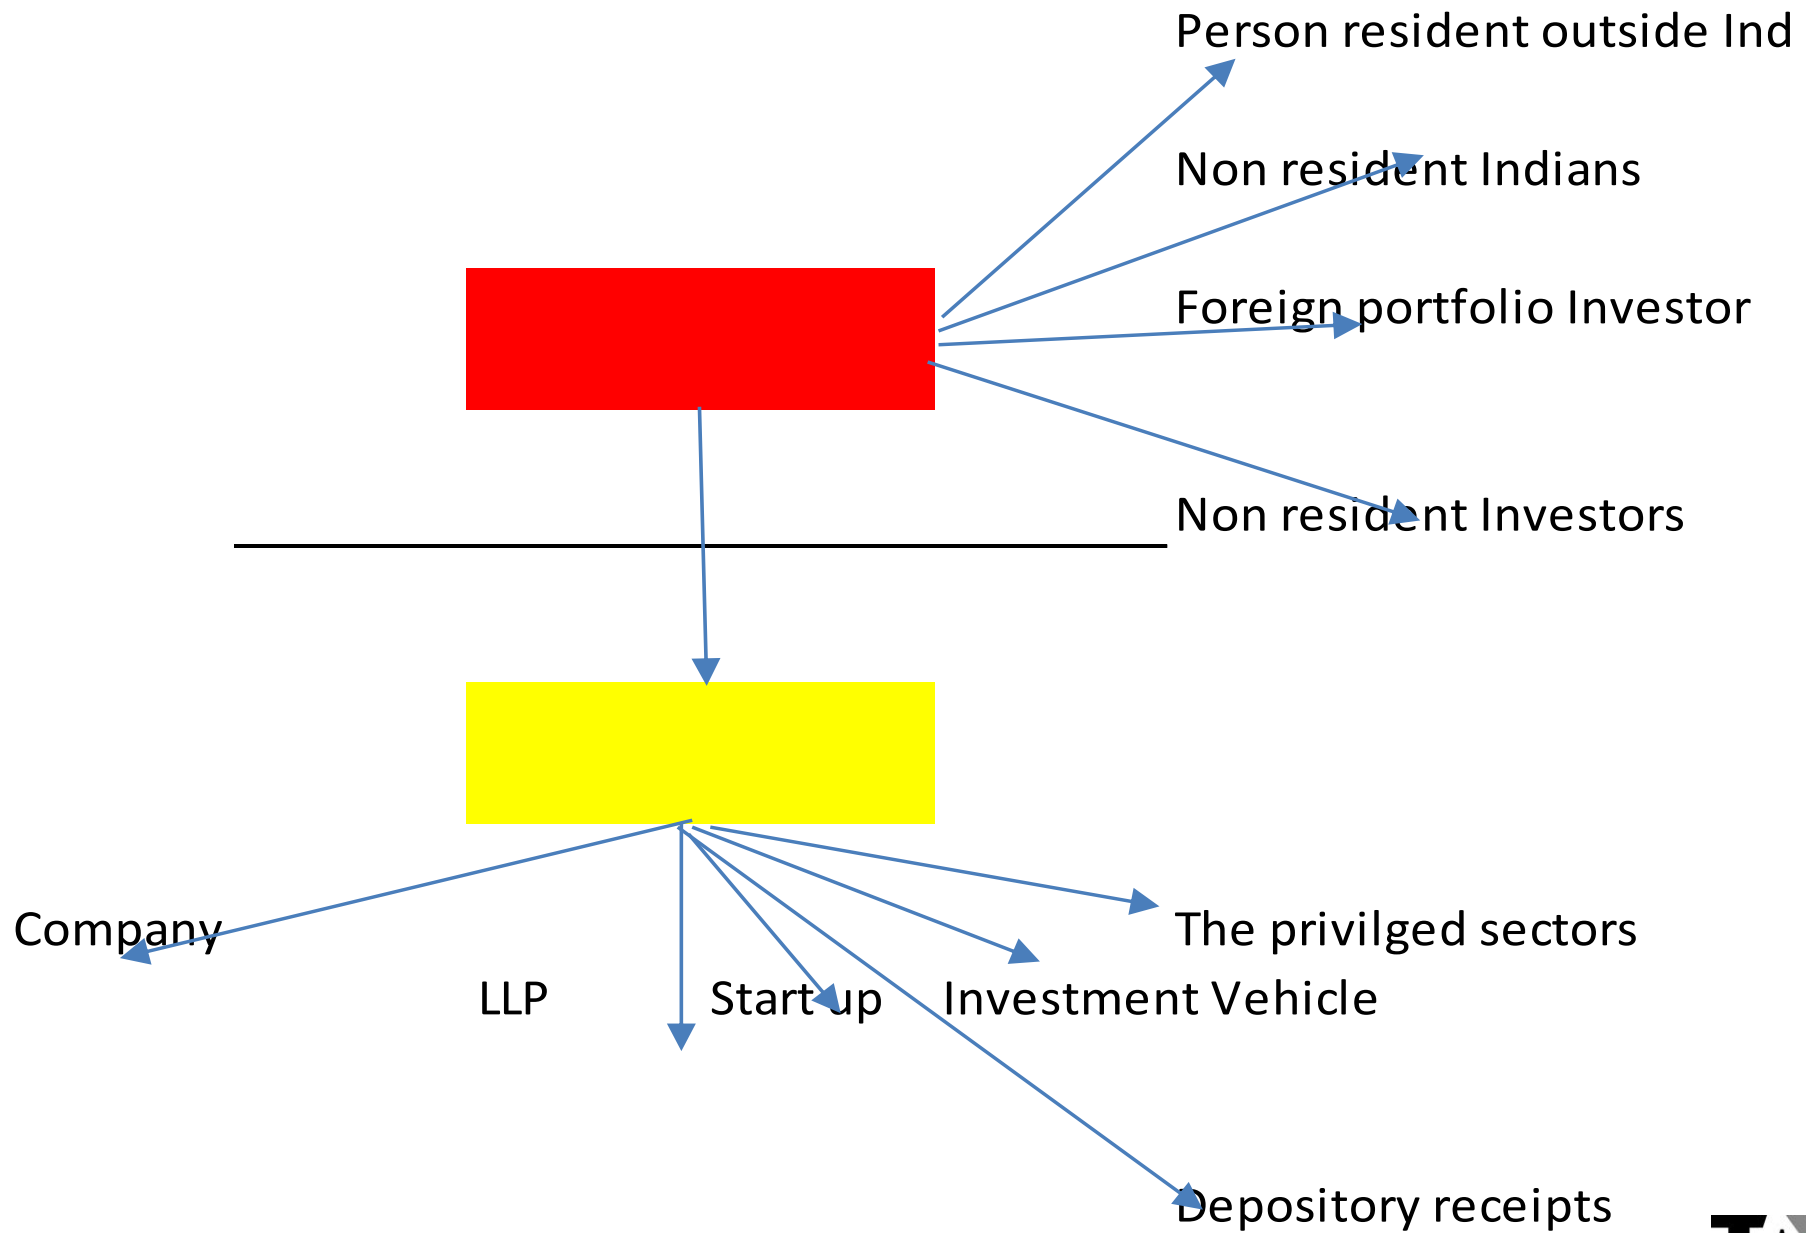 Person resident outside Ind
Non resident Indians
Foreign portfolio Investor
Non resident Investors
Company
The privilged sectors
LLP
Start up
Investment Vehicle
Depository receipts